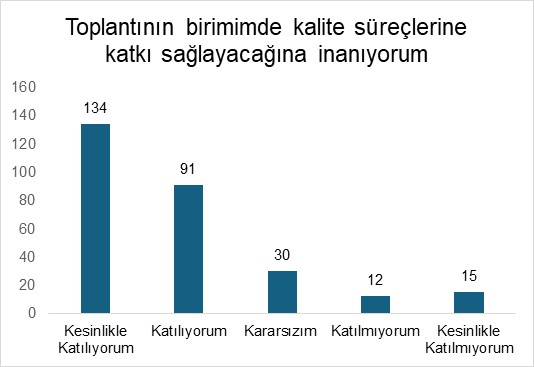 Toplantının birimimde kalite süreçlerine
katkı sağlayacağına inanıyorum
160
140
120
100
80
60
40
20
0
134
91
30
12
15
Kesinlikle
Katılıyorum
Katılıyorum
Kararsızım
Katılmıyorum
Kesinlikle
Katılmıyorum